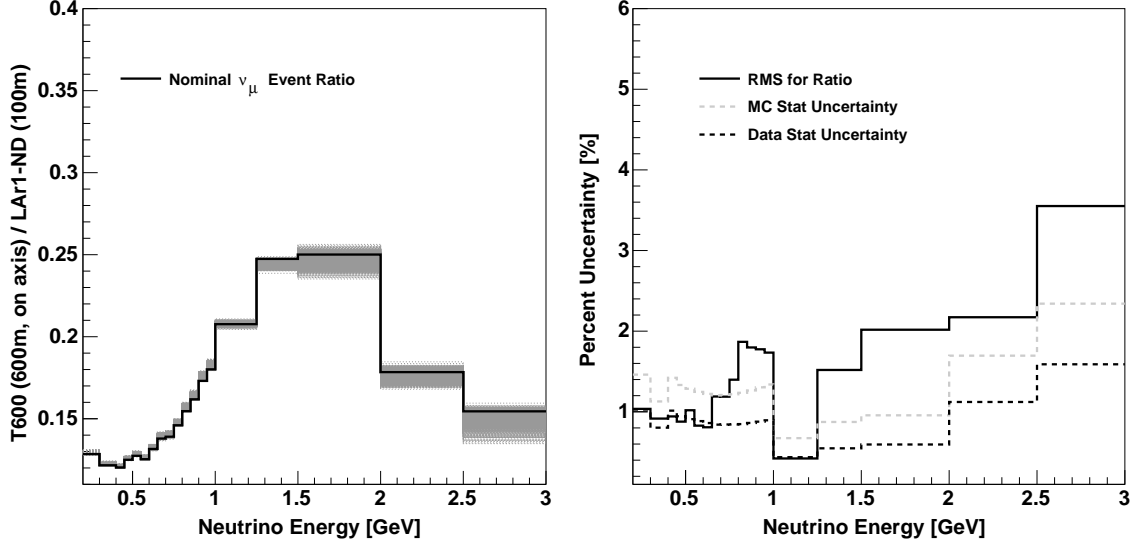 T600 (600m, on axis) / LAr1-ND (100m)
0.4
0.35
0.3
0.25
0.2
0.15
Nominal νμ Event Ratio
0.5 1 1.5 2 2.5 3
Neutrino Energy [GeV]
Percent Uncertainty [%]
6
5
4
3
2
1
RMS for Ratio
MC Stat Uncertainty
Data Stat Uncertainty
0.5 1 1.5 2 2.5 3
Neutrino Energy [GeV]